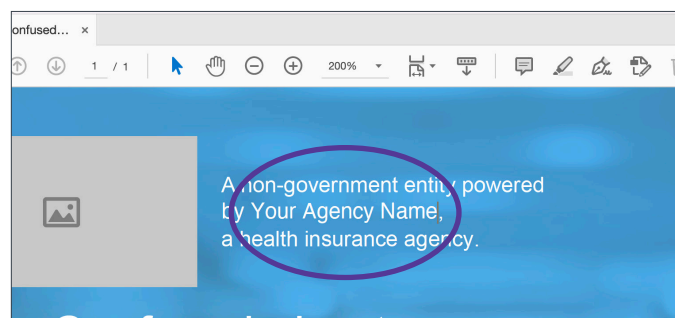 onfused... ×
1 / 1
200%
A non-government entity powered
by Your Agency Name,
a health insurance agency.